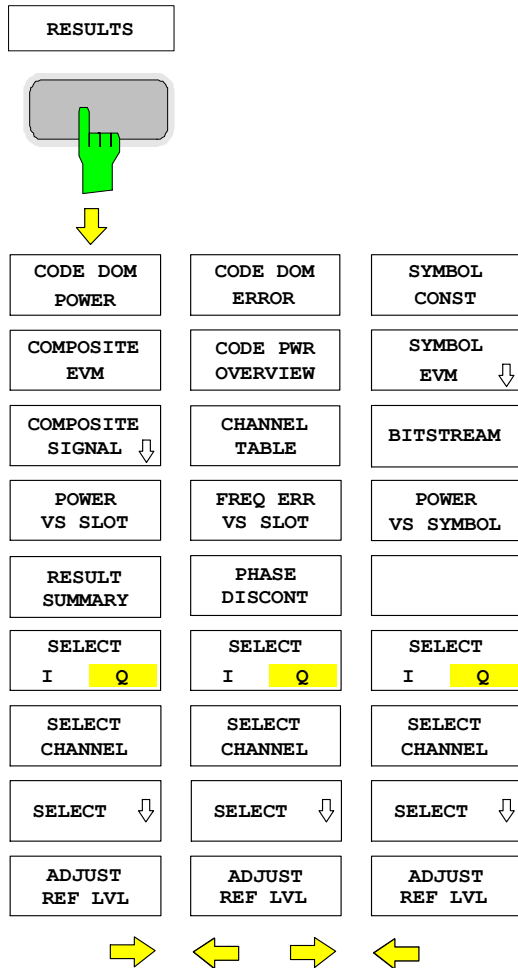 RESULTS
CODE DOM
POWER
COMPOSITE
EVM
COMPOSITE
SIGNAL
POWER
VS SLOT
RESULT
SUMMARY
SELECT
I Q
SELECT
CHANNEL
SELECT
ADJUST
REF LVL
CODE DOM
ERROR
CODE PWR
OVERVIEW
CHANNEL
TABLE
FREQ ERR
VS SLOT
PHASE
DISCONT
SELECT
I Q
SELECT
CHANNEL
SELECT
ADJUST
REF LVL
SYMBOL
CONST
SYMBOL
EVM
BITSTREAM
POWER
VS SYMBOL
SELECT
I Q
SELECT
CHANNEL
SELECT
ADJUST
REF LVL